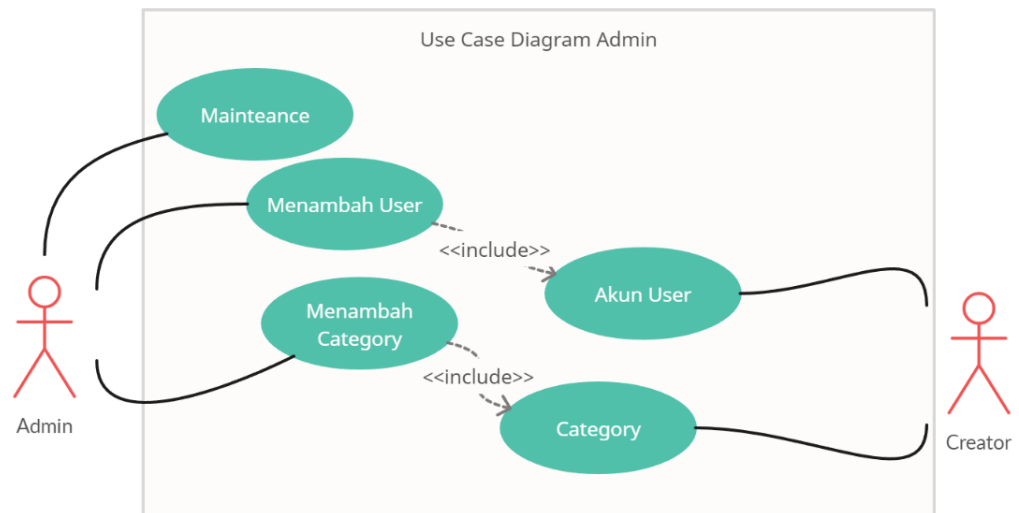 Use Case Diagram Admin
Mainteance
Menambah User
<<include>>
Akun User
Menambah
Category
<<include>>
Category
Admin
Creator